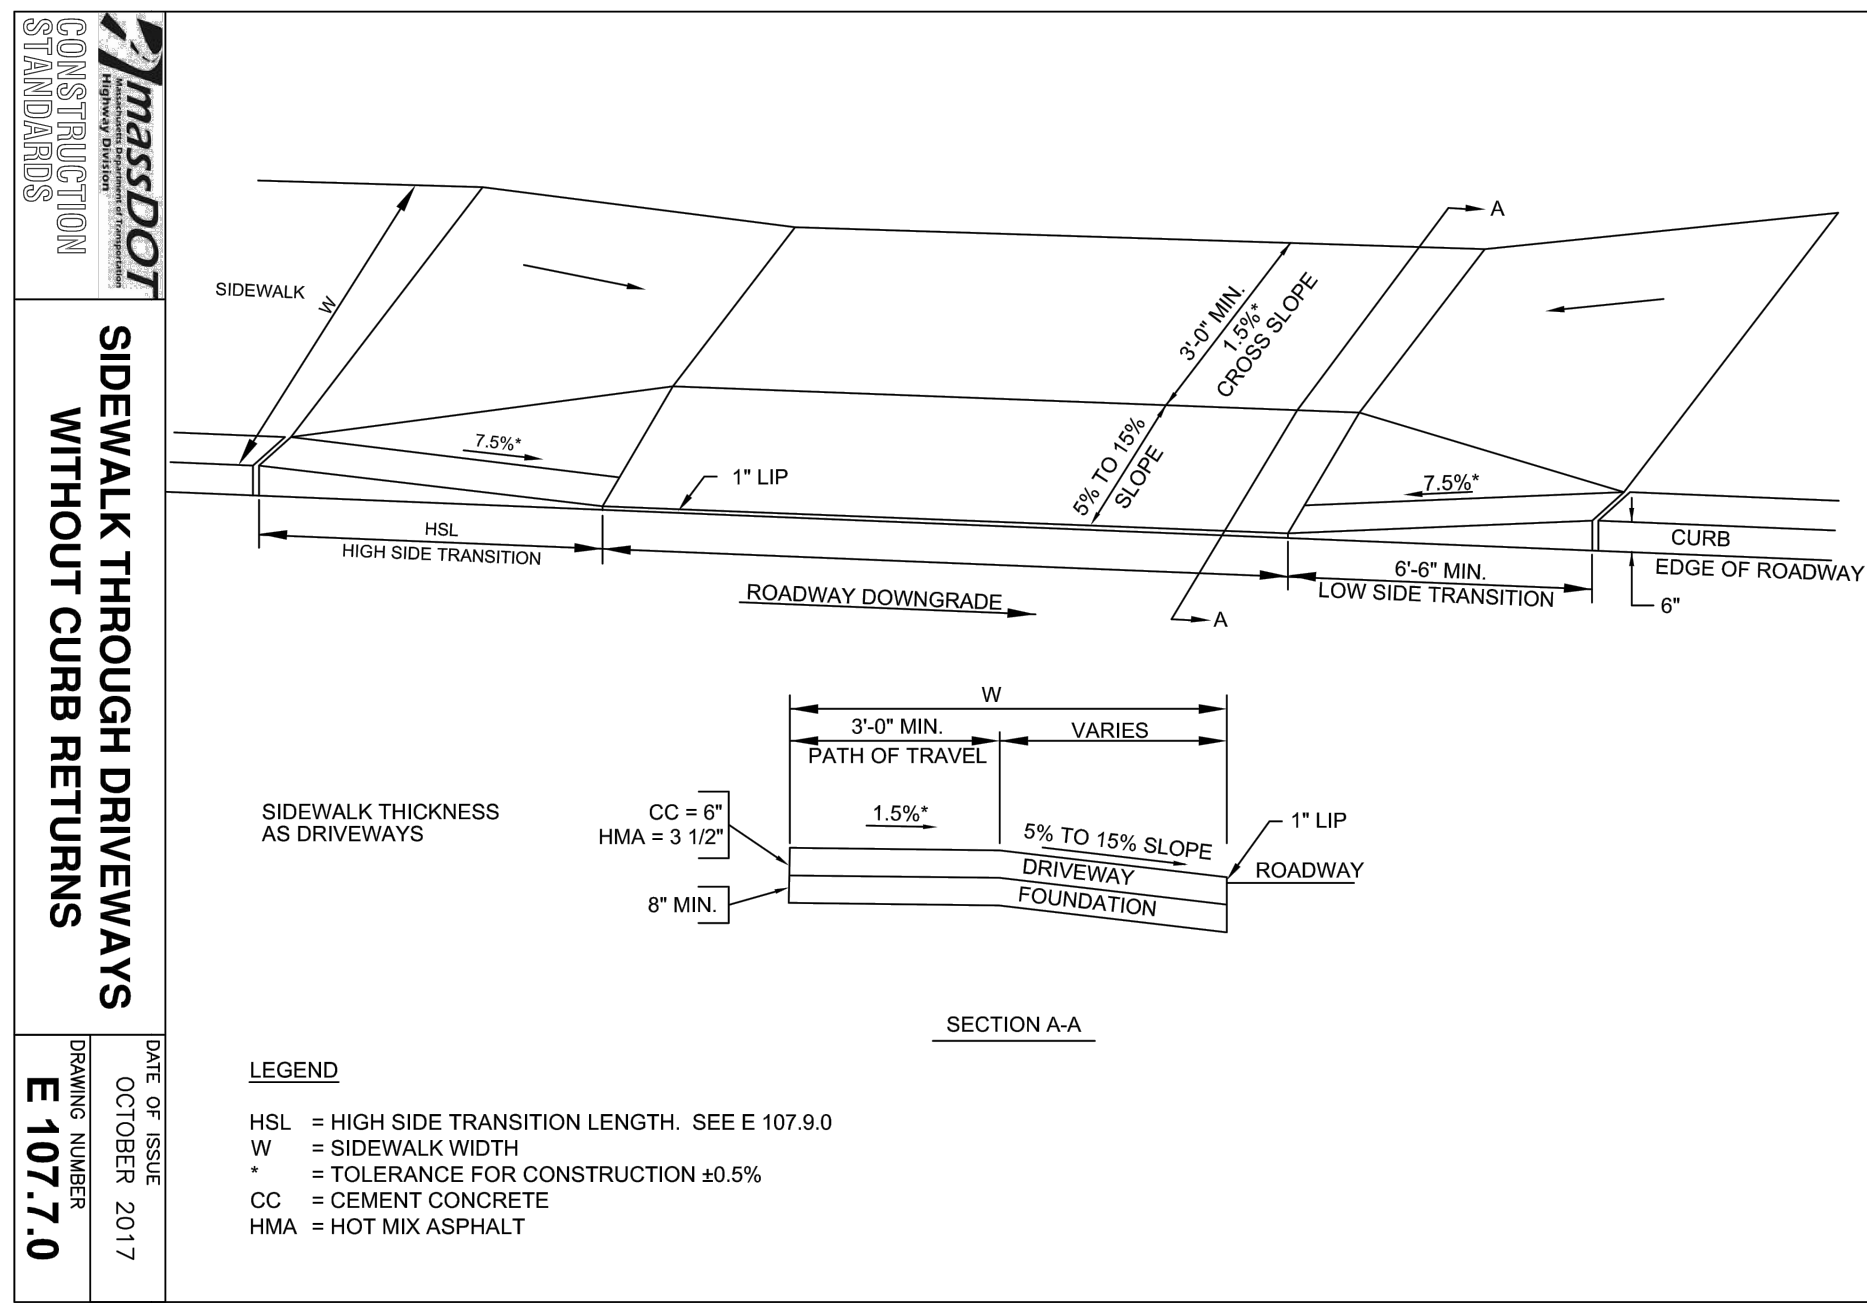 massDOT
Massachusetts Department of Transportation
Highway Division
CONSTRUCTION
STANDARDS
SIDEWALK THROUGH DRIVEWAYS
WITHOUT CURB RETURNS
DATE OF ISSUE
OCTOBER 2017
DRAWING NUMBER
E 107.7.0
A
SIDEWALK
W
3'-0" MIN.
1.5%*
CROSS SLOPE
5% TO 15%
SLOPE
7.5%*
1" LIP
7.5%*
HSL
HIGH SIDE TRANSITION
CURB
EDGE OF ROADWAY
6'-6" MIN.
LOW SIDE TRANSITION
6"
ROADWAY DOWNGRADE
A
W
3'-0" MIN.
VARIES
PATH OF TRAVEL
SIDEWALK THICKNESS
AS DRIVEWAYS
CC = 6"
HMA = 3 1/2"
8" MIN.
1.5%*
5% TO 15% SLOPE
1" LIP
DRIVEWAY
ROADWAY
FOUNDATION
SECTION A-A
LEGEND
HSL = HIGH SIDE TRANSITION LENGTH. SEE E 107.9.0
W = SIDEWALK WIDTH
* = TOLERANCE FOR CONSTRUCTION ±0.5%
CC = CEMENT CONCRETE
HMA = HOT MIX ASPHALT